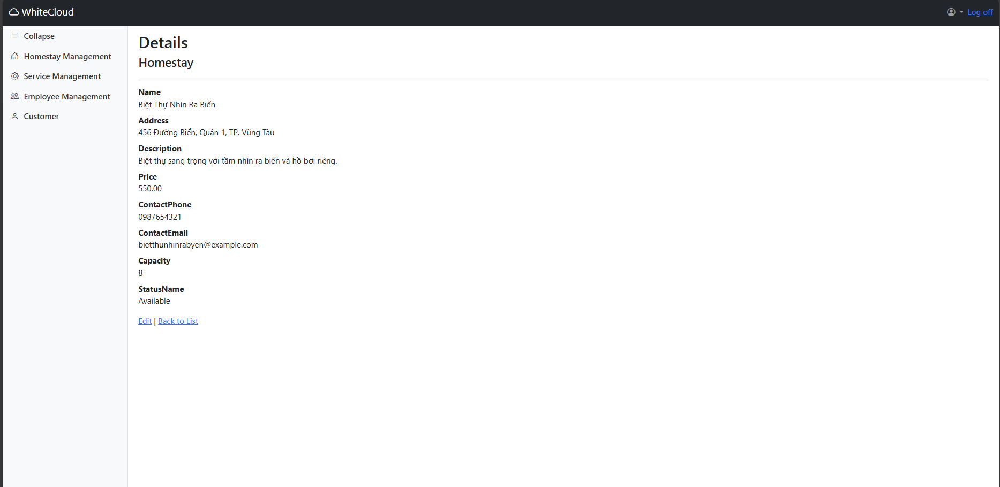 WhiteCloud
Log off
Collapse
Homestay Management
Service Management
Employee Management
Customer
Details
Homestay
Name
Biệt Thự Nhìn Ra Biển
Address
456 Đường Biển, Quận 1, TP. Vũng Tàu
Description
Biệt thự sang trọng với tầm nhìn ra biển và hồ bơi riêng.
Price
550.00
ContactPhone
0987654321
ContactEmail
bietthunhinrabyen@example.com
Capacity
8
StatusName
Available
Edit | Back to List